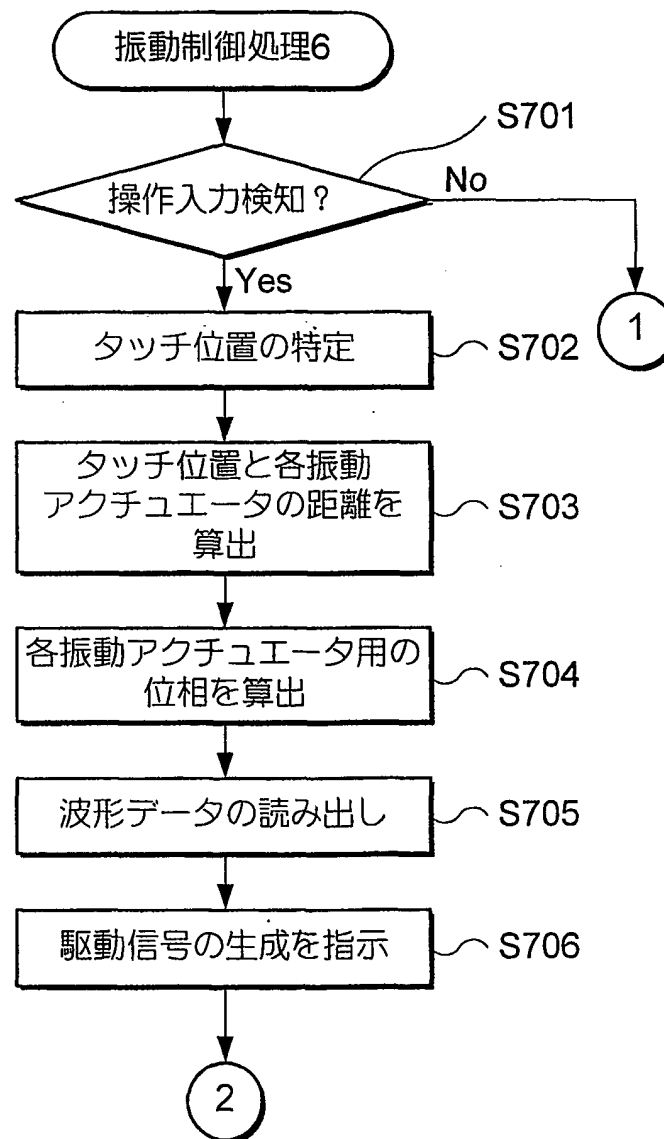 振動制御処理6
S701
操作入力検知?
No
Yes
1
タッチ位置の特定
S702
タッチ位置と各振動
アクチュエータの距離を
算出
S703
各振動アクチュエータ用の
位相を算出
S704
波形データの読み出し
S705
駆動信号の生成を指示
S706
2